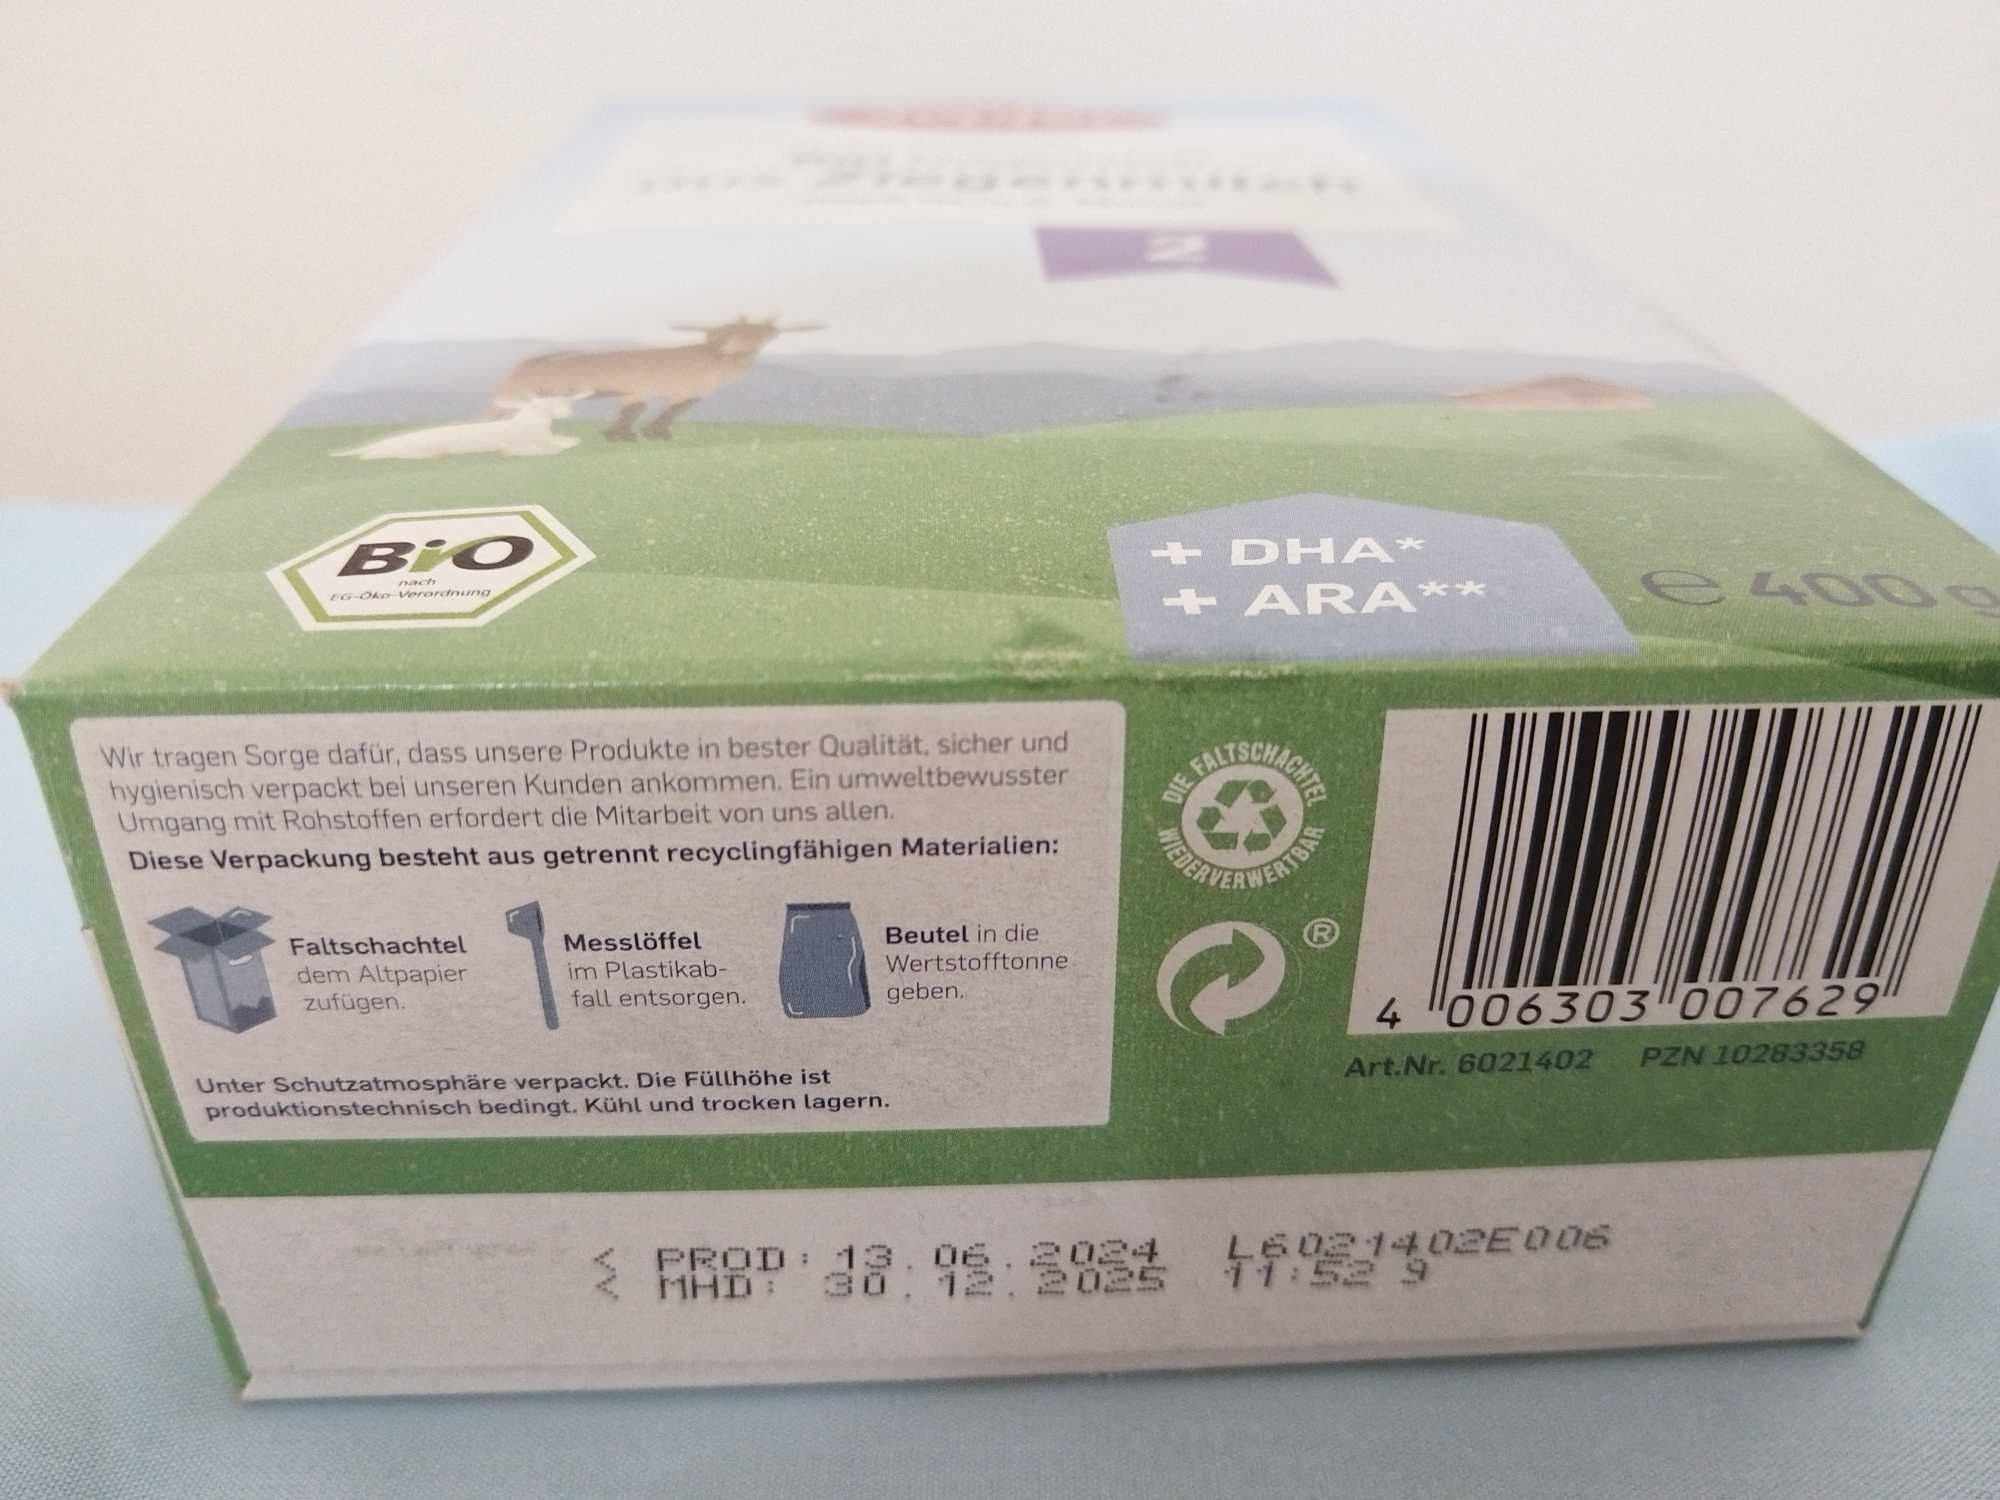 Ziegenmilch
2
BiO
nach
EG-Öko-Verordnung
+ DHA*
+ ARA**
e 400 g
Wir tragen Sorge dafür, dass unsere Produkte in bester Qualität, sicher und
hygienisch verpackt bei unseren Kunden ankommen. Ein umweltbewusster
Umgang mit Rohstoffen erfordert die Mitarbeit von uns allen.
Diese Verpackung besteht aus getrennt recyclingfähigen Materialien:
Faltschachtel
dem Altpapier
zufügen.
Messlöffel
im Plastikab-
fall entsorgen.
Beutel in die
Wertstofftonne
geben.
Unter Schutzatmosphäre verpackt. Die Füllhöhe ist
produktionstechnisch bedingt. Kühl und trocken lagern.
DIE FALTSCHACHTEL
WIEDERVERWERTBAR
®
4 006303 007629
Art.Nr. 6021402 PZN 10283358
< PROD: 13.06.2024 L6021402E006
< MHD: 30.12.2025 11:52 9